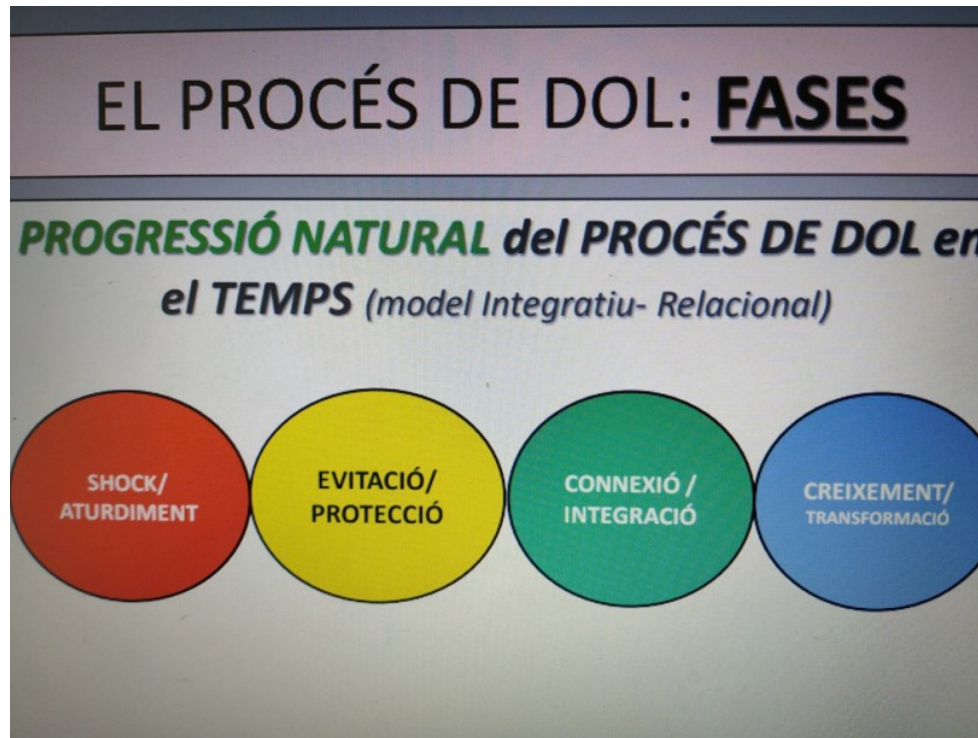 EL PROCÉS DE DOL: FASES
PROGRESSIÓ NATURAL del PROCÉS DE DOL en
el TEMPS (model Integratiu- Relacional)
SHOCK/
ATURDIMENT
EVITACIÓ/
PROTECCIÓ
CONNEXIÓ /
INTEGRACIÓ
CREIXEMENT/
TRANSFORMACIÓ